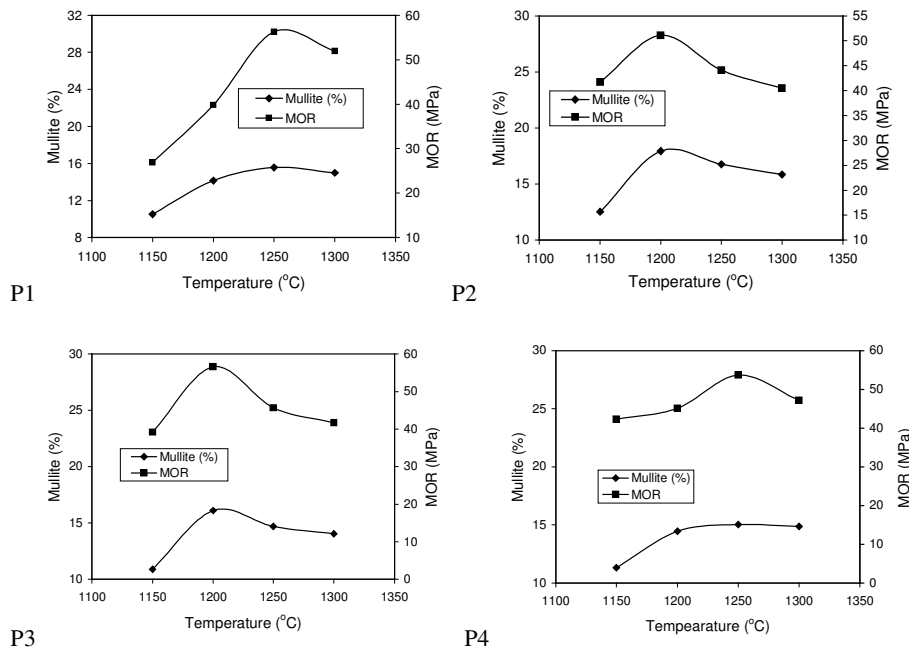 32
28
24
20
16
12
8
Mullite (%)
60
50
40
30
20
10
MOR (MPa)
Mullite (%)
MOR
1100 1150 1200 1250 1300 1350
Temperature (°C)
P1
30
25
20
15
10
Mullite (%)
55
50
45
40
35
30
25
20
15
10
MOR (MPa)
Mullite (%)
MOR
1100 1150 1200 1250 1300 1350
Temperature (°C)
P2
30
25
20
15
10
Mullite (%)
60
50
40
30
20
10
0
MOR (MPa)
Mullite (%)
MOR
1100 1150 1200 1250 1300 1350
Temperature (°C)
P3
30
25
20
15
10
Mullite (%)
60
50
40
30
20
10
0
MOR (MPa)
Mullite (%)
MOR
1100 1150 1200 1250 1300 1350
Tempearature (°C)
P4